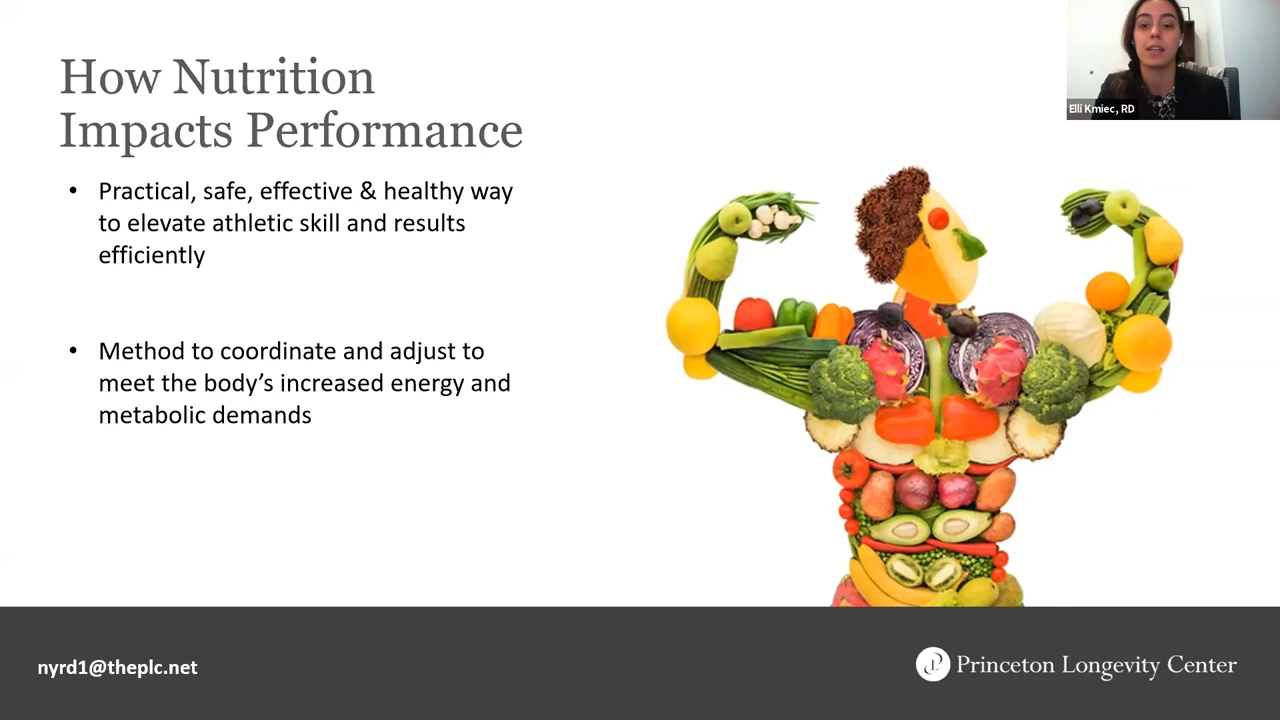 How Nutrition
Impacts Performance
• Practical, safe, effective & healthy way
to elevate athletic skill and results
efficiently
• Method to coordinate and adjust to
meet the body’s increased energy and
metabolic demands
Elli Kmiec, RD
nyrd1@theplc.net
Princeton Longevity Center